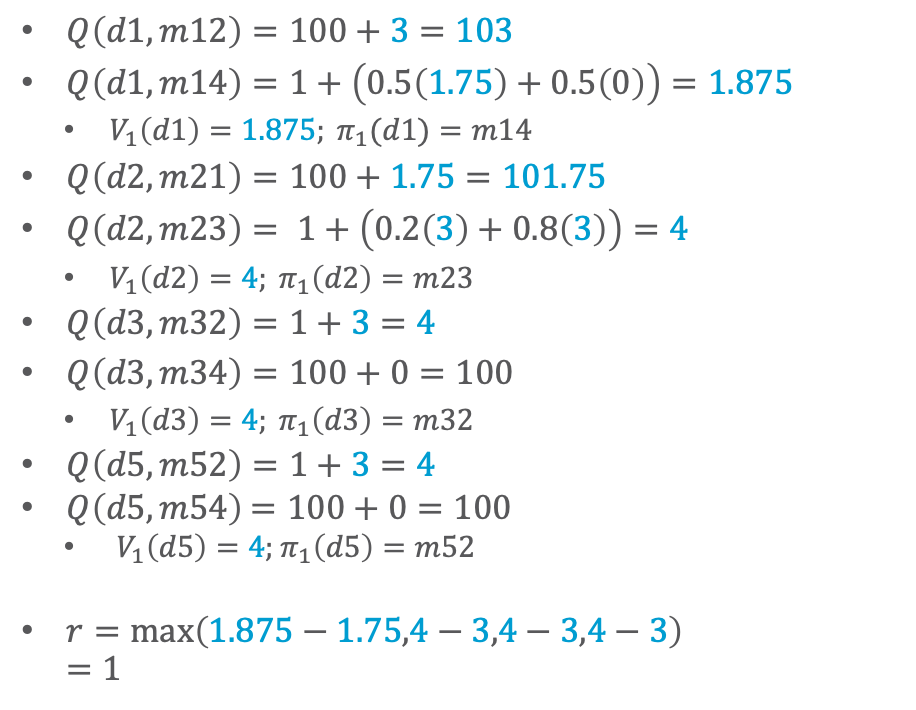 • Q(d1, m12) = 100 + 3 = 103
• Q(d1, m14) = 1 + (0.5(1.75) + 0.5(0)) = 1.875
• V₁(d1) = 1.875; π₁(d1) = m14
• Q(d2, m21) = 100 + 1.75 = 101.75
• Q(d2, m23) = 1 + (0.2(3) + 0.8(3)) = 4
• V₁(d2) = 4; π₁(d2) = m23
• Q(d3, m32) = 1 + 3 = 4
• Q(d3, m34) = 100 + 0 = 100
• V₁(d3) = 4; π₁(d3) = m32
• Q(d5, m52) = 1 + 3 = 4
• Q(d5, m54) = 100 + 0 = 100
• V₁(d5) = 4; π₁(d5) = m52
• r = max(1.875 − 1.75,4 − 3,4 − 3,4 − 3)
= 1